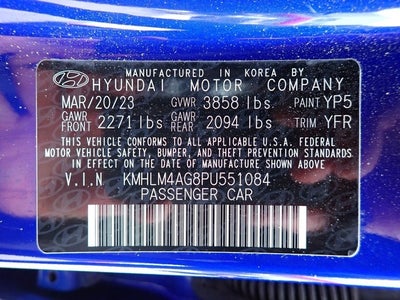 MANUFACTURED IN KOREA BY
HYUNDAI MOTOR COMPANY
MAR/20/23 GVWR 3858 lbs PAINT YP5
GAWR FRONT 2271 lbs GAWR REAR 2094 lbs TRIM YFR
THIS VEHICLE CONFORMS TO ALL APPLICABLE U.S.A. FEDERAL
MOTOR VEHICLE SAFETY, BUMPER, AND THEFT PREVENTION
STANDARDS IN EFFECT ON THE DATE OF MANUFACTURE SHOWN ABOVE
V.I.N KMHLM4AG8PU551084
PASSENGER CAR